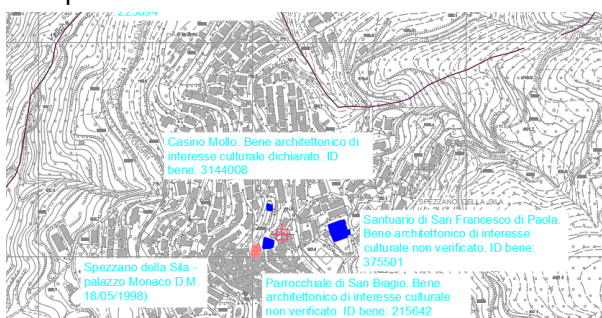 223094
Casino Mollo. Bene architettonico di
interesse culturale dichiarato. ID
bene: 3144008
SPEZZANO DELLA SILA
Santuario di San Francesco di Paola.
Bene architettonico di interesse
culturale non verificato. ID bene:
375501
Spezzano della Sila -
palazzo Monaco D.M.
18/05/1998)
Parrocchiale di San Biagio. Bene
architettonico di interesse culturale
non verificato. ID bene: 215642